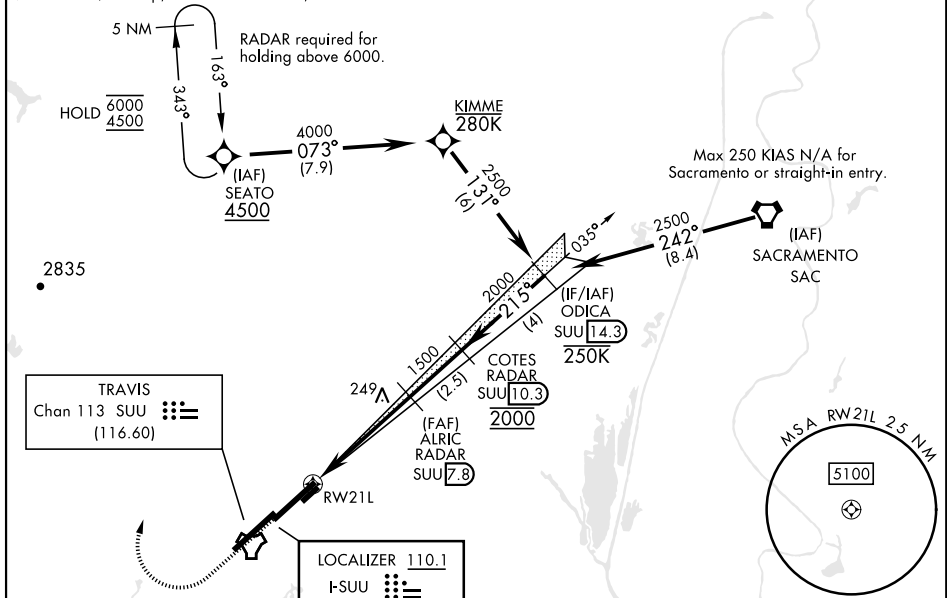 5 NM
RADAR required for
holding above 6000.
163°
343°
HOLD 6000
4500
KIMME
280K
4000
073°
(7.9)
(IAF)
SEATO
4500
2500
131°
(6)
Max 250 KIAS N/A for
Sacramento or straight-in entry.
035°
2500
242°
(8.4)
(IAF)
SACRAMENTO
SAC
2835
2000
215°
(4)
(IF/IAF)
ODICA
SUU 14.3
250K
1500
(2.5)
COTES
RADAR
SUU 10.3
2000
249
(FAF)
ALRIC
RADAR
SUU 7.8
TRAVIS
Chan 113 SUU
(116.60)
RW21L
MSA RW21L 25 NM
5100
LOCALIZER 110.1
I-SUU